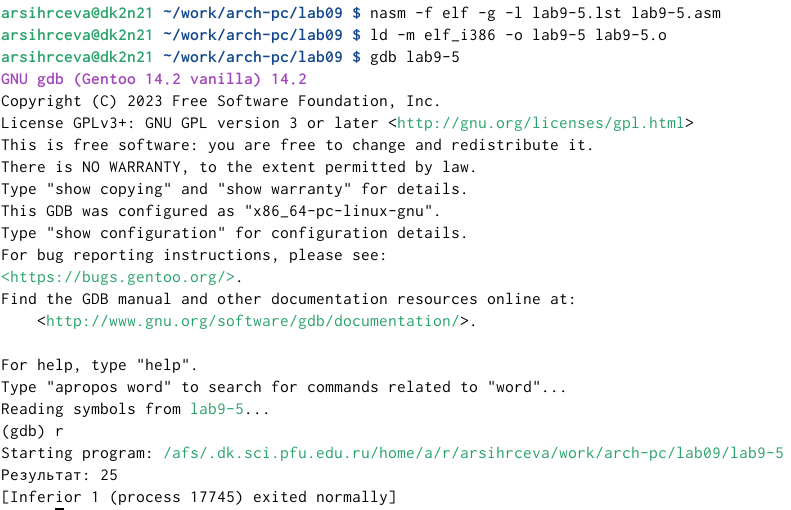 arsihrceva@dk2n21 ~/work/arch-pc/lab09 $ nasm -f elf -g -l lab9-5.lst lab9-5.asm
arsihrceva@dk2n21 ~/work/arch-pc/lab09 $ ld -m elf_i386 -o lab9-5 lab9-5.o
arsihrceva@dk2n21 ~/work/arch-pc/lab09 $ gdb lab9-5
GNU gdb (Gentoo 14.2 vanilla) 14.2
Copyright (C) 2023 Free Software Foundation, Inc.
License GPLv3+: GNU GPL version 3 or later <http://gnu.org/licenses/gpl.html>
This is free software: you are free to change and redistribute it.
There is NO WARRANTY, to the extent permitted by law.
Type "show copying" and "show warranty" for details.
This GDB was configured as "x86_64-pc-linux-gnu".
Type "show configuration" for configuration details.
For bug reporting instructions, please see:
<https://bugs.gentoo.org/>.
Find the GDB manual and other documentation resources online at:
    <http://www.gnu.org/software/gdb/documentation/>.

For help, type "help".
Type "apropos word" to search for commands related to "word"...
Reading symbols from lab9-5...
(gdb) r
Starting program: /afs/.dk.sci.pfu.edu.ru/home/a/r/arsihrceva/work/arch-pc/lab09/lab9-5
Результат: 25
[Inferior 1 (process 17745) exited normally]